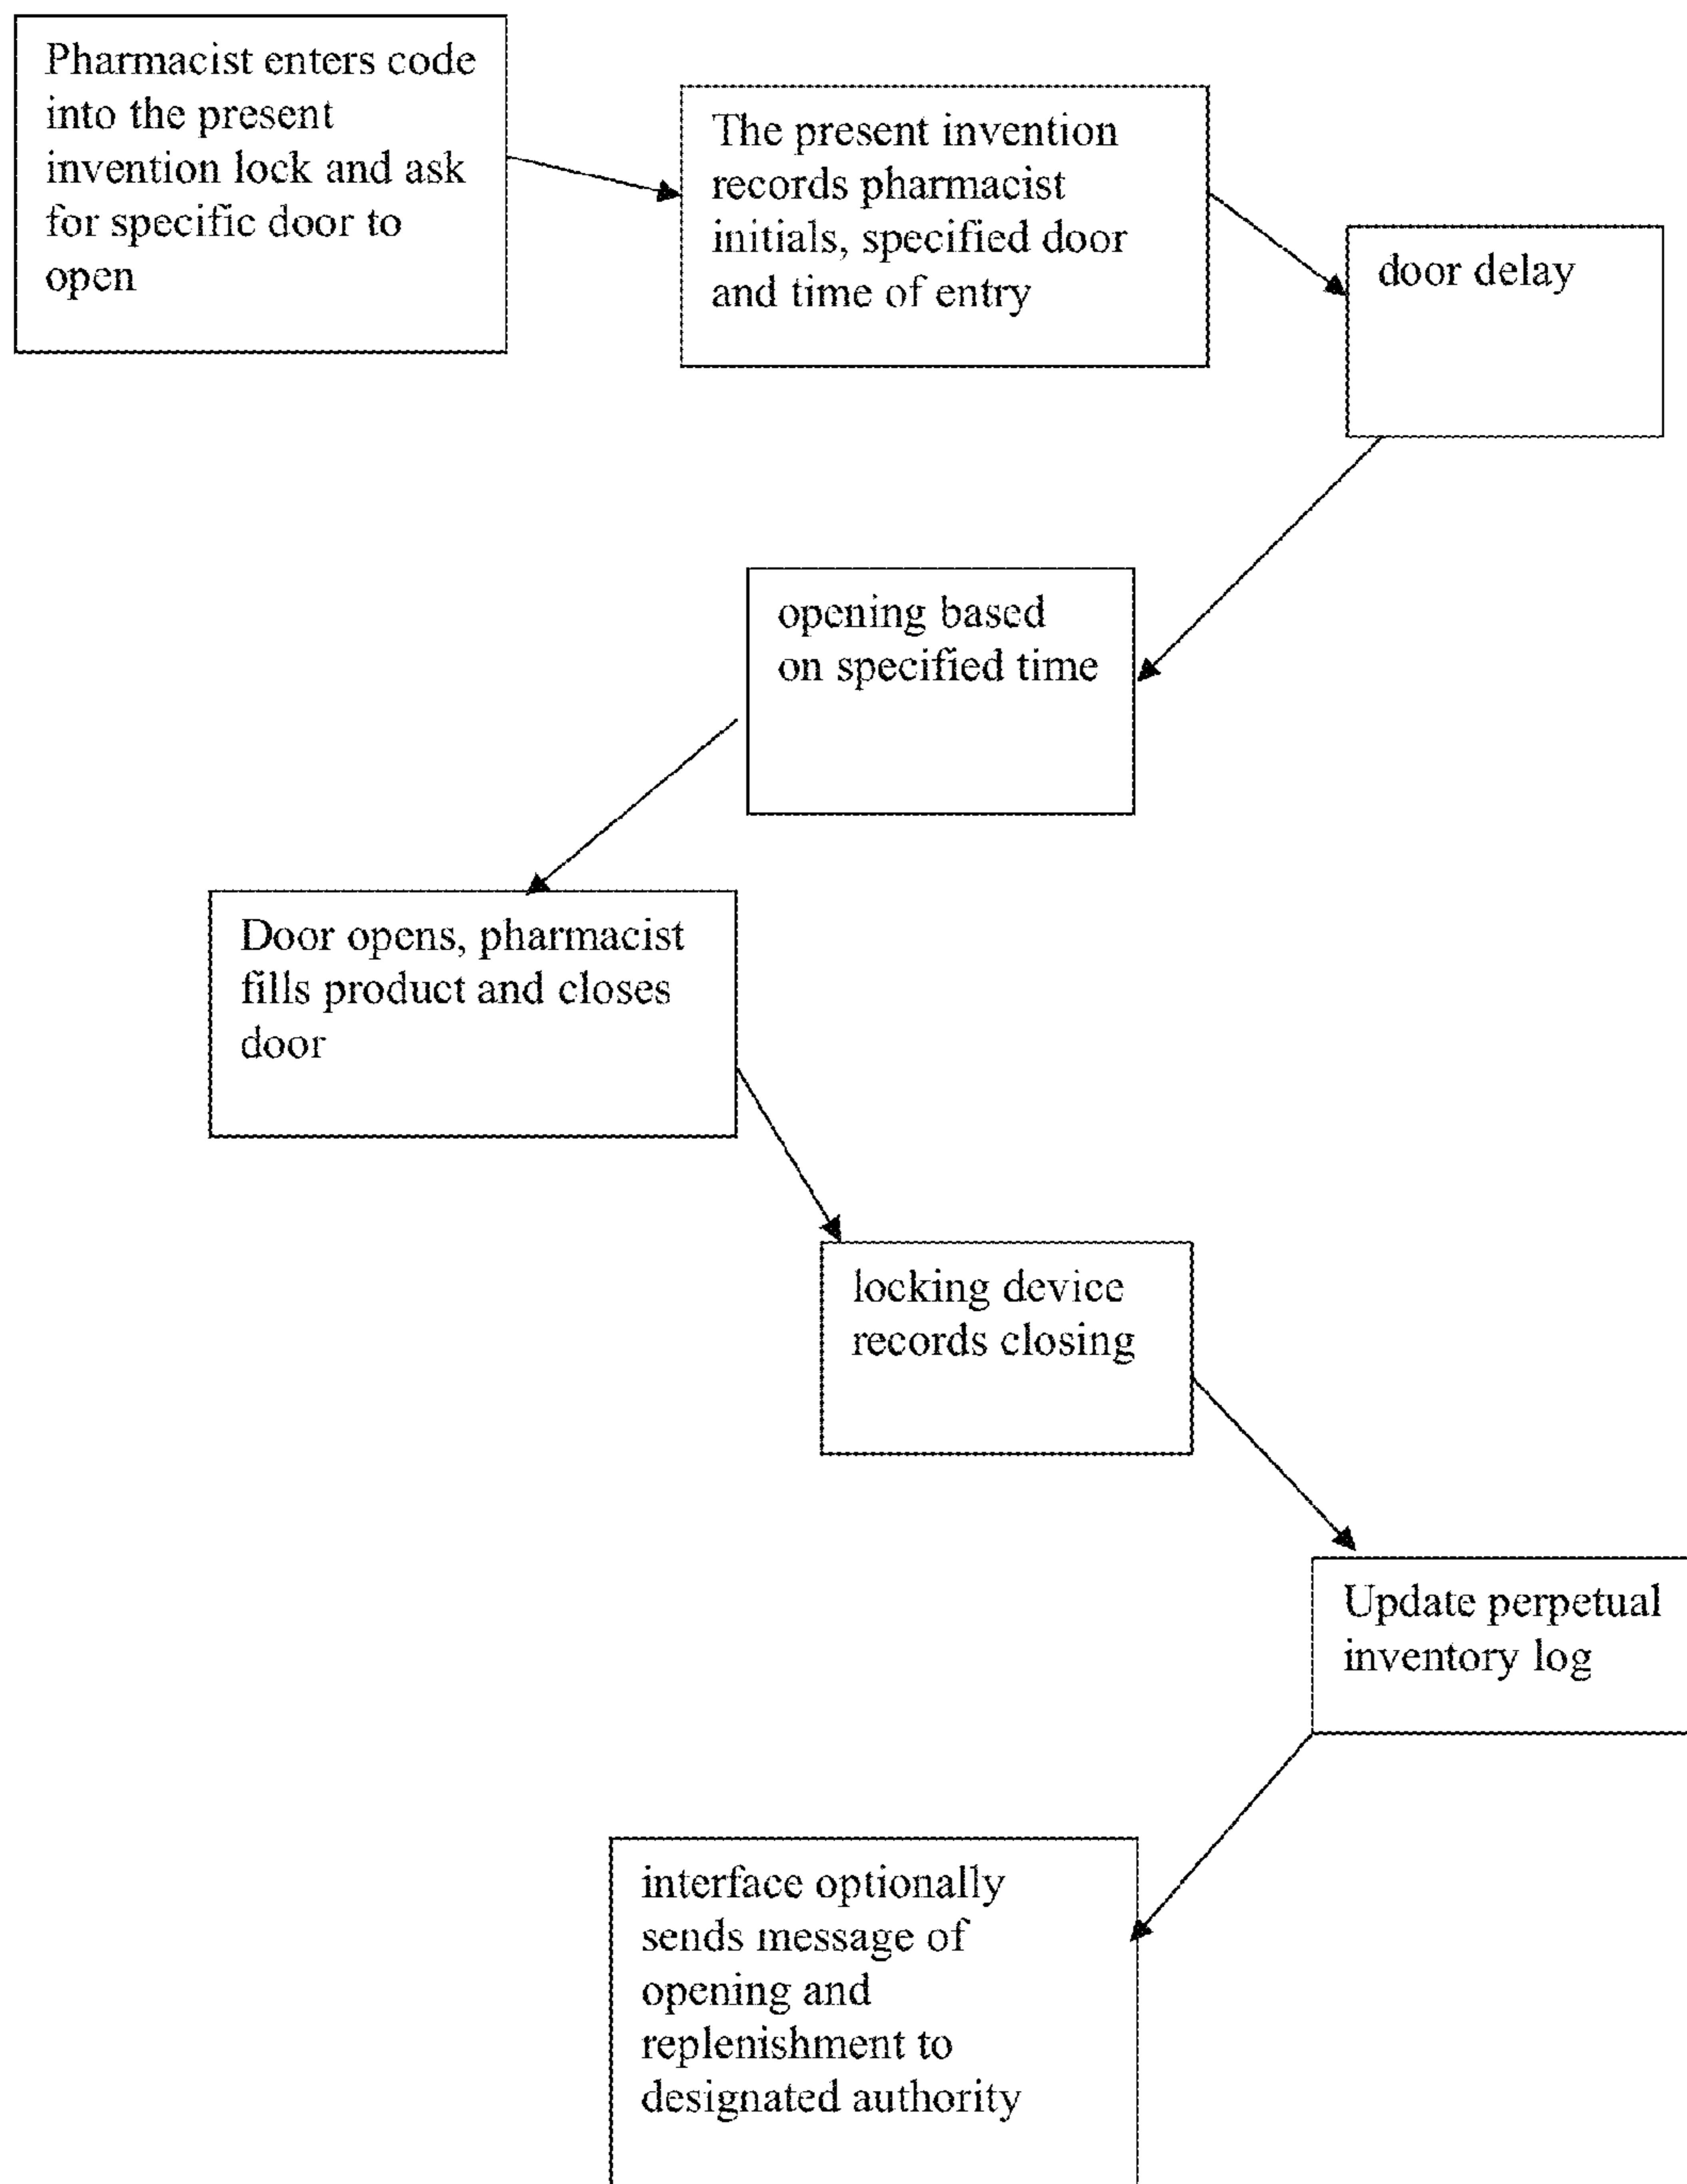 Pharmacist enters code
into the present
invention lock and ask
for specific door to
open
The present invention
records pharmacist
initials, specified door
and time of entry
door delay
opening based
on specified time
Door opens, pharmacist
fills product and closes
door
locking device
records closing
Update perpetual
inventory log
interface optionally
sends message of
opening and
replenishment to
designated authority